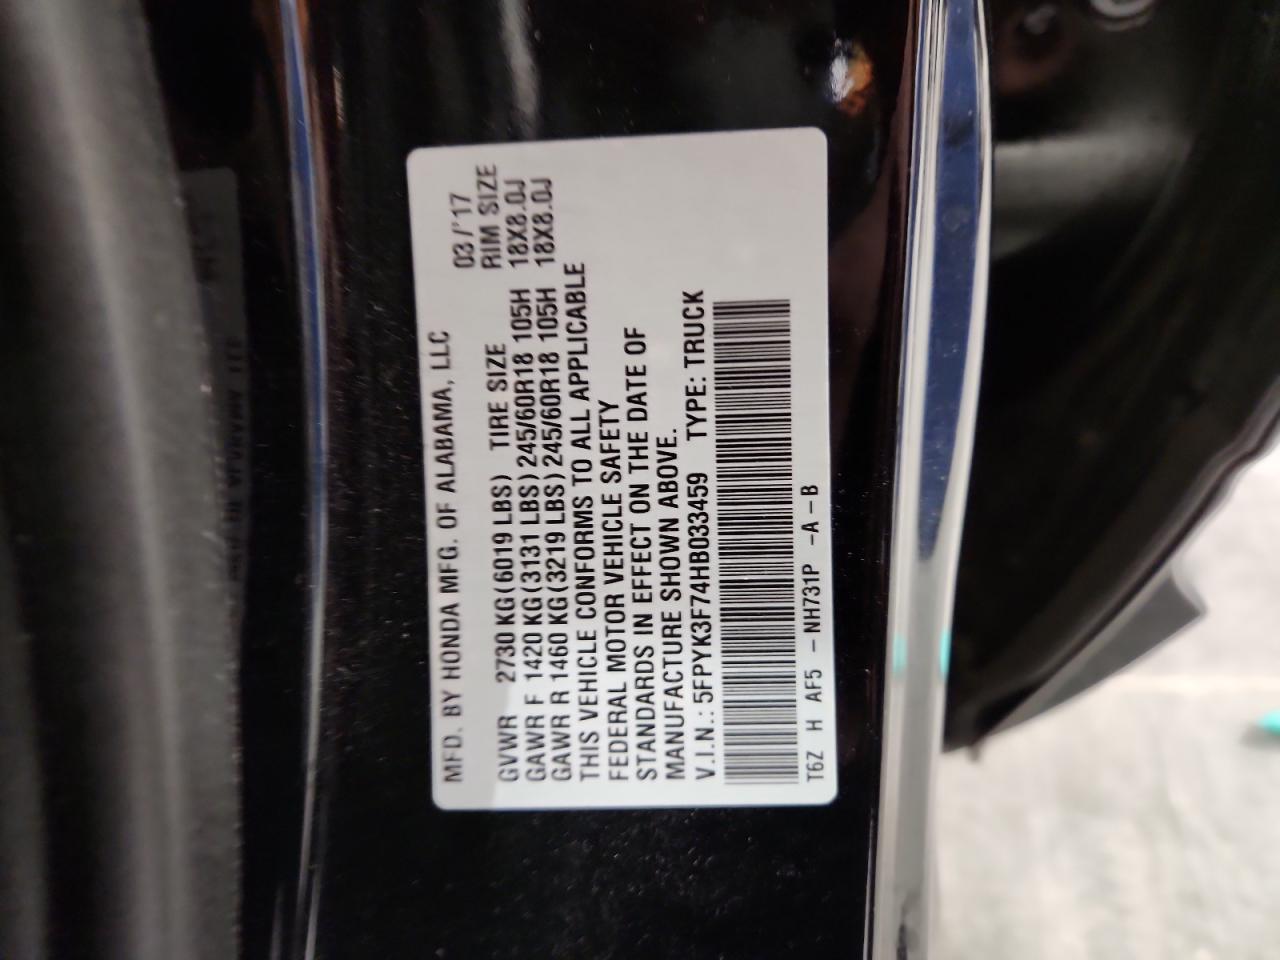 MFD. BY HONDA MFG. OF ALABAMA, LLC 03/'17
GVWR 2730 KG(6019 LBS) TIRE SIZE RIM SIZE
GAWR F 1420 KG(3131 LBS) 245/60R18 105H 18X8.0J
GAWR R 1460 KG(3219 LBS) 245/60R18 105H 18X8.0J
THIS VEHICLE CONFORMS TO ALL APPLICABLE
FEDERAL MOTOR VEHICLE SAFETY
STANDARDS IN EFFECT ON THE DATE OF
MANUFACTURE SHOWN ABOVE.
V.I.N.: 5FPYK3F74HB033459 TYPE: TRUCK
T6Z H AF5 - NH731P -A-B